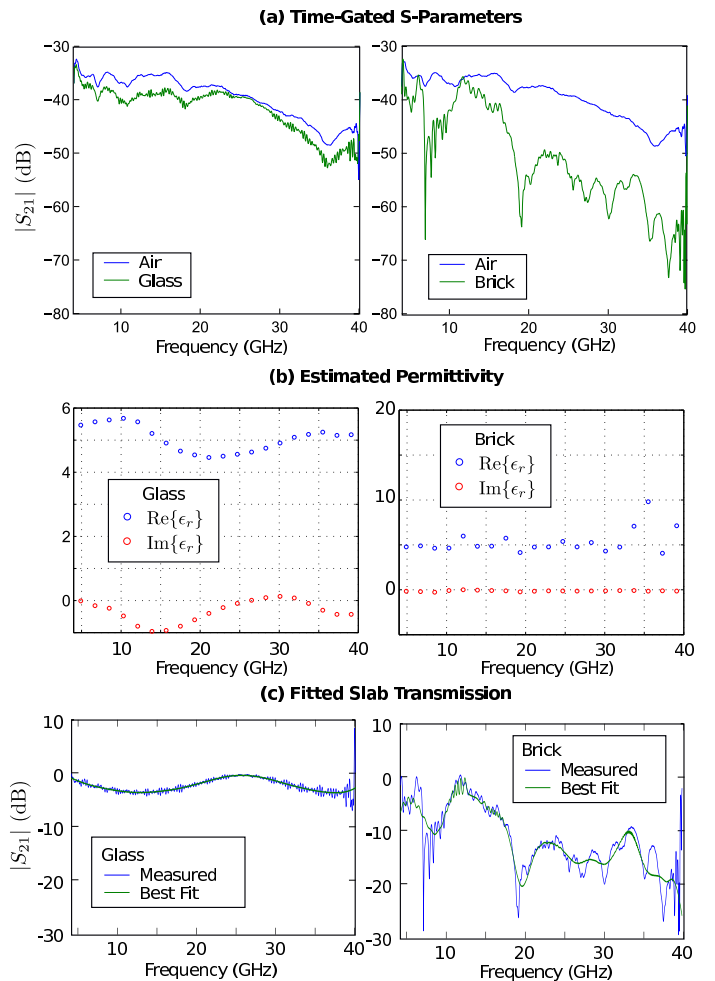 (a) Time-Gated S-Parameters
−30
−40
−50
−60
−70
−80
|S21| (dB)
Air
Glass
10
20
30
40
Frequency (GHz)
−30
−40
−50
−60
−70
−80
Air
Brick
10
20
30
40
Frequency (GHz)
(b) Estimated Permittivity
6
4
2
0
Glass
Re{ϵr}
Im{ϵr}
10
20
30
40
Frequency (GHz)
20
10
0
Brick
Re{ϵr}
Im{ϵr}
10
20
30
40
Frequency (GHz)
(c) Fitted Slab Transmission
10
0
-10
-20
-30
|S21| (dB)
Glass
Measured
Best Fit
10
20
30
40
Frequency (GHz)
10
0
-10
-20
-30
Brick
Measured
Best Fit
10
20
30
40
Frequency (GHz)